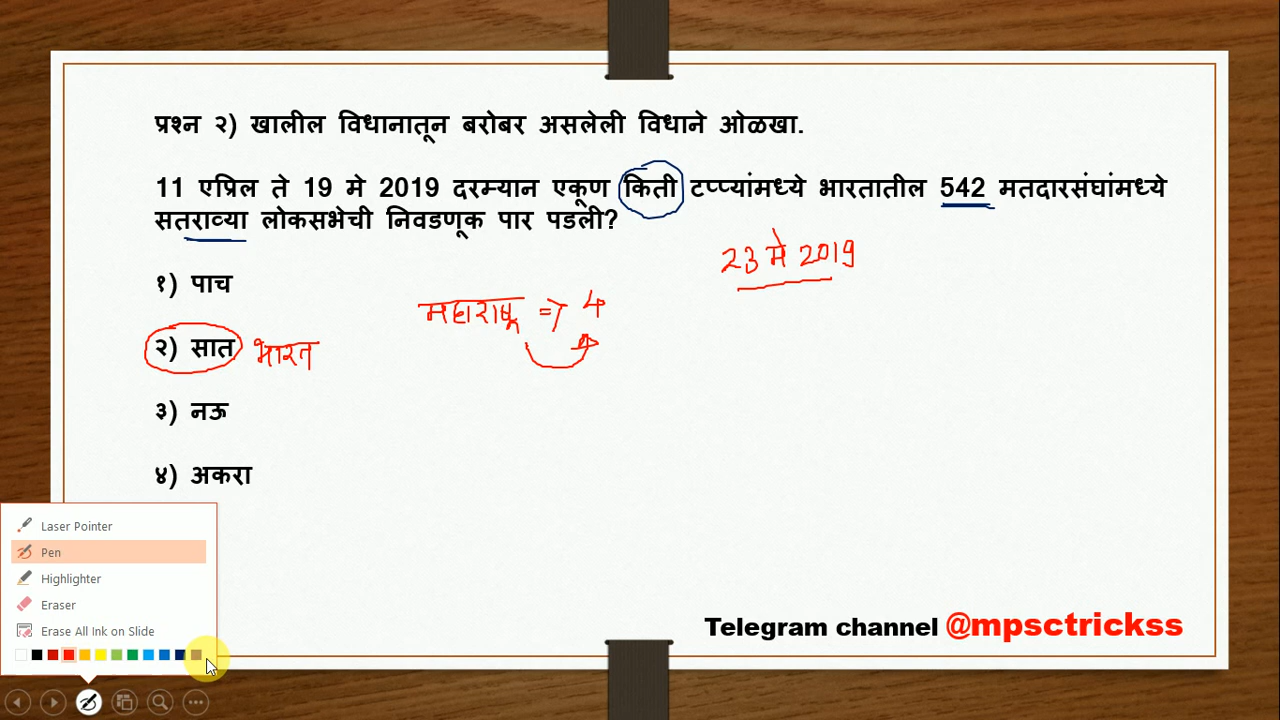 प्रश्न २) खालील विधानातून बरोबर असलेली विधाने ओळखा.
11 एप्रिल ते 19 मे 2019 दरम्यान एकूण किती टप्प्यांमध्ये भारतातील 542 मतदारसंघांमध्ये
सतराव्या लोकसभेची निवडणूक पार पडली?
23 मे 2019
१) पाच
महाराष्ट्र => 4
२) सात भारत
३) नऊ
४) अकरा
Laser Pointer
Pen
Highlighter
Eraser
Erase All Ink on Slide
Telegram channel @mpsctrickss